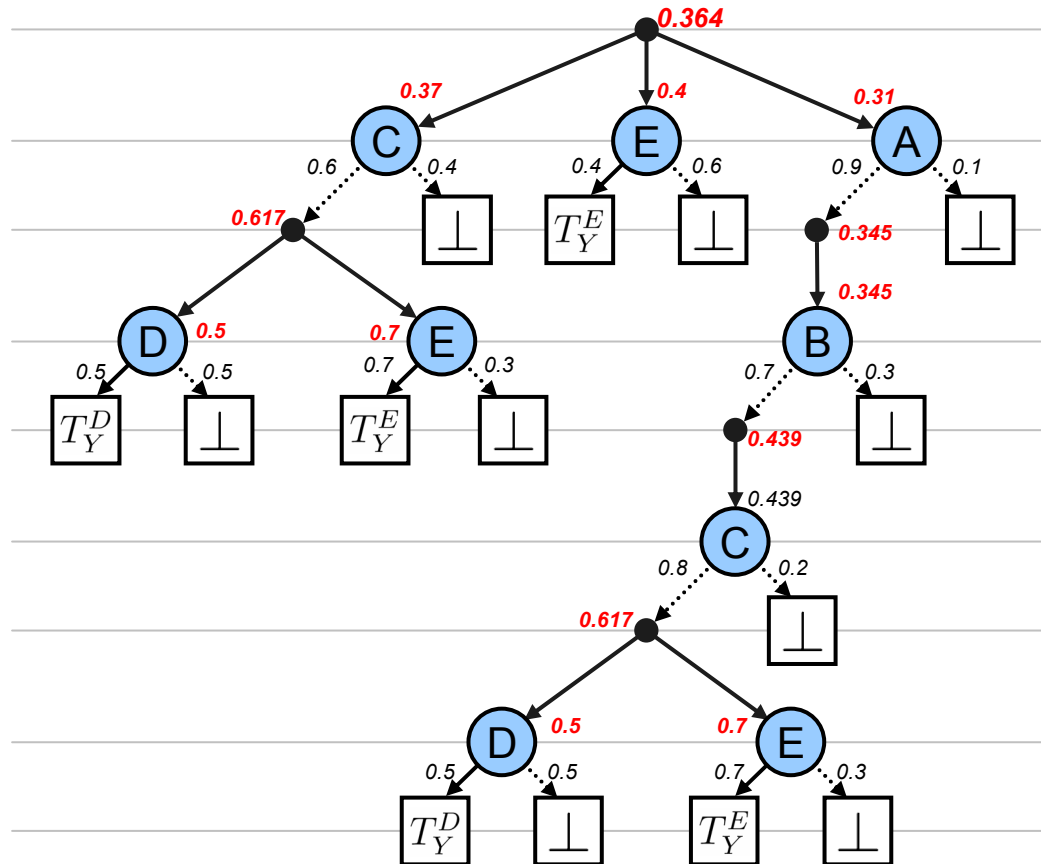 0.364
0.37 0.4 0.31
C E A
0.6 0.4 0.4 0.6 0.9 0.1
⊥ T_Y^E ⊥ ⊥
0.617 0.345
0.345
D 0.5 0.7 E B
0.5 0.5 0.7 0.3 0.7 0.3
T_Y^D ⊥ T_Y^E ⊥ ⊥
0.439
0.439
C
0.8 0.2
0.617 ⊥
D 0.5 0.7 E
0.5 0.5 0.7 0.3
T_Y^D ⊥ T_Y^E ⊥